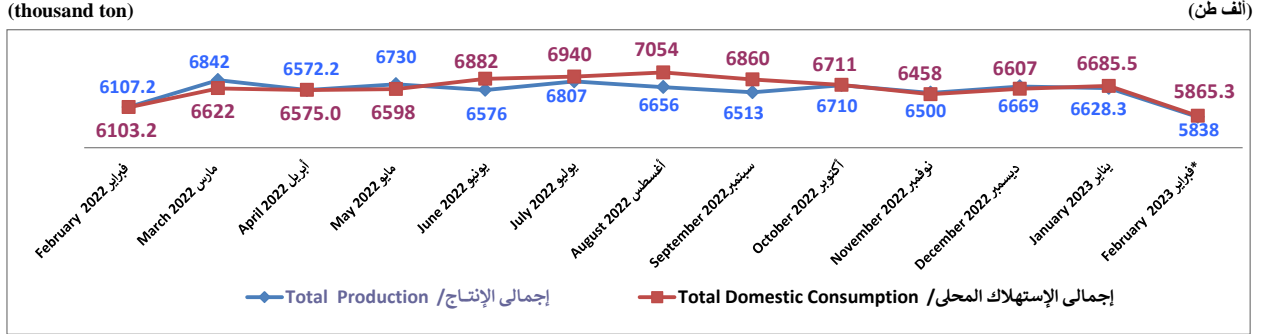 (thousand ton) (ألف طن)
6107.2 6842 6572.2 6730 6882 6940 7054 6860 6711 6458 6607 6685.5 5865.3
6103.2 6622 6575.0 6598 6576 6807 6656 6513 6710 6500 6669 6628.3 5838
February 2022 فبراير
March 2022 مارس
April 2022 أبريل
May 2022 مايو
June 2022 يونيو
July 2022 يوليو
August 2022 أغسطس
September 2022 سبتمبر
October 2022 أكتوبر
November 2022 نوفمبر
December 2022 ديسمبر
January 2023 يناير
February 2023 فبراير*
Total Production /إجمالى الإنتـاج Total Domestic Consumption /إجمالى الإستهلاك المحلى